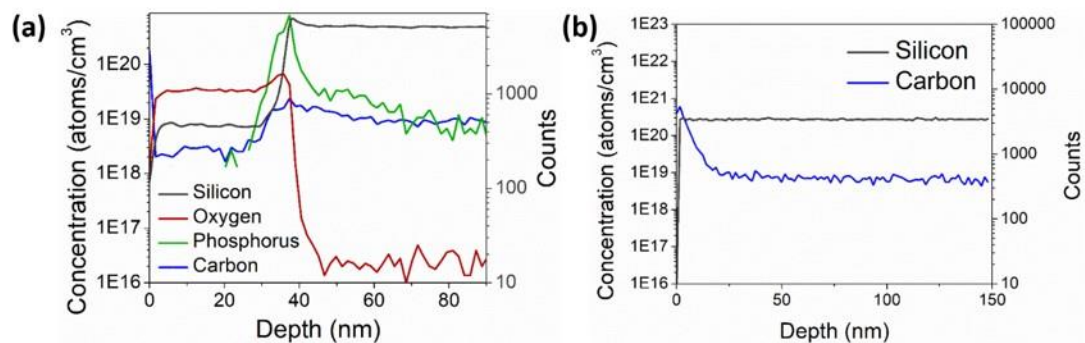 (a)
Concentration (atoms/cm³)
1E20
1E19
1E18
1E17
1E16
Silicon
Oxygen
Phosphorus
Carbon
1000
100
10
Counts
0 20 40 60 80
Depth (nm)
(b)
Concentration (atoms/cm³)
1E23
1E22
1E21
1E20
1E19
1E18
1E17
1E16
Silicon
Carbon
100000
10000
1000
100
10
Counts
0 50 100 150
Depth (nm)